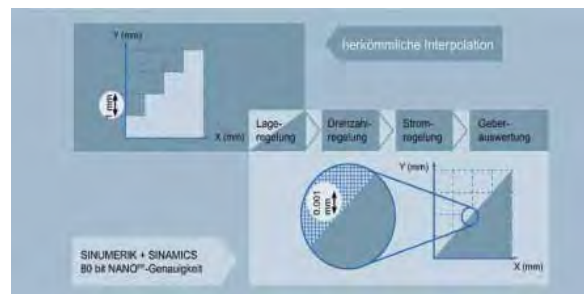 Y (mm)
herkömmliche Interpolation
1 mm
X (mm)
Lage-
regelung
Drehzahl-
regelung
Strom-
regelung
Geber-
auswertung
Y (mm)
0.001
mm
X (mm)
SINUMERIK + SINAMICS
80 bit NANOFP-Genauigkeit